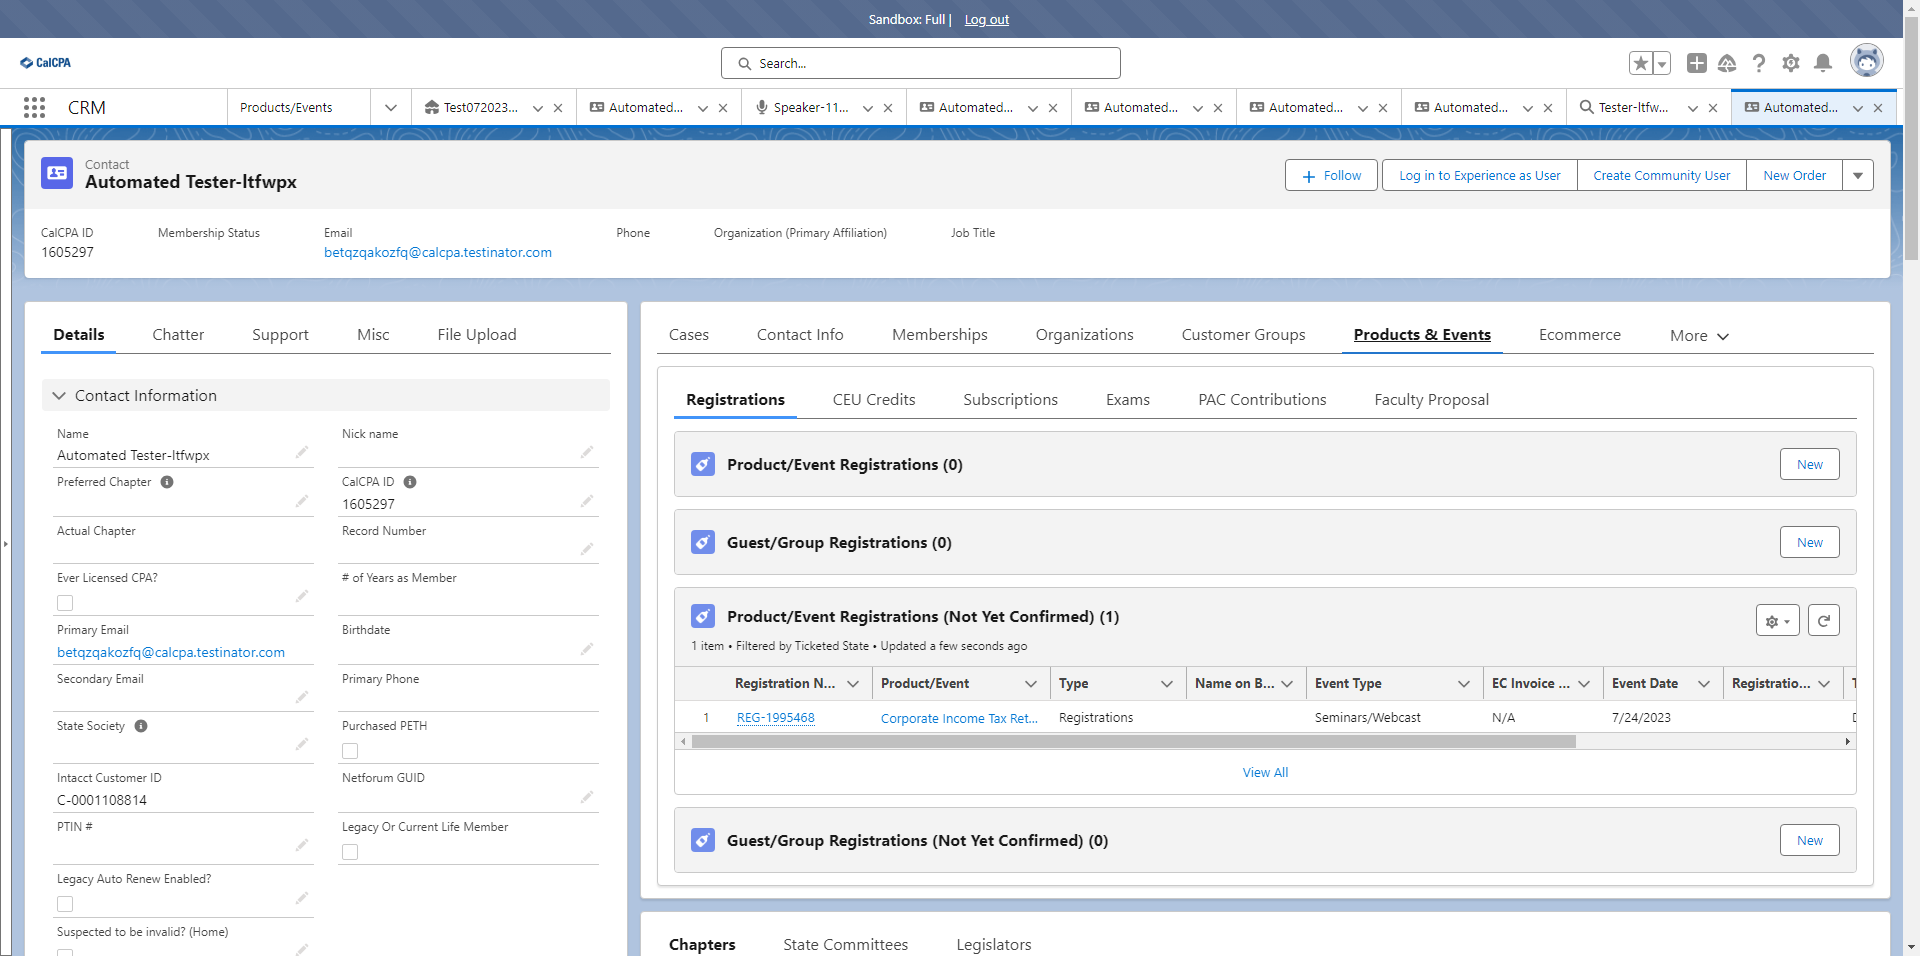 Sandbox: Full | Log out
CalCPA
Search...
CRM
Products/Events
Test072023...
Automated...
Speaker-11...
Automated...
Automated...
Automated...
Automated...
Tester-ltfw...
Automated...
Contact
Automated Tester-ltfwpx
Follow
Log in to Experience as User
Create Community User
New Order
CalCPA ID
1605297
Membership Status
Email
betqzqakozfq@calcpa.testinator.com
Phone
Organization (Primary Affiliation)
Job Title
Details
Chatter
Support
Misc
File Upload
Contact Information
Name
Automated Tester-ltfwpx
Nick name
Preferred Chapter
CalCPA ID
1605297
Actual Chapter
Record Number
Ever Licensed CPA?
# of Years as Member
Primary Email
betqzqakozfq@calcpa.testinator.com
Birthdate
Secondary Email
Primary Phone
State Society
Purchased PETH
Intacct Customer ID
C-0001108814
Netforum GUID
PTIN #
Legacy Or Current Life Member
Legacy Auto Renew Enabled?
Suspected to be invalid? (Home)
Cases
Contact Info
Memberships
Organizations
Customer Groups
Products & Events
Ecommerce
More
Registrations
CEU Credits
Subscriptions
Exams
PAC Contributions
Faculty Proposal
Product/Event Registrations (0)
New
Guest/Group Registrations (0)
New
Product/Event Registrations (Not Yet Confirmed) (1)
1 item • Filtered by Ticketed State • Updated a few seconds ago
Registration N...
Product/Event
Type
Name on B...
Event Type
EC Invoice ...
Event Date
Registratio...
1
REG-1995468
Corporate Income Tax Ret...
Registrations
Seminars/Webcast
N/A
7/24/2023
View All
Guest/Group Registrations (Not Yet Confirmed) (0)
New
Chapters
State Committees
Legislators